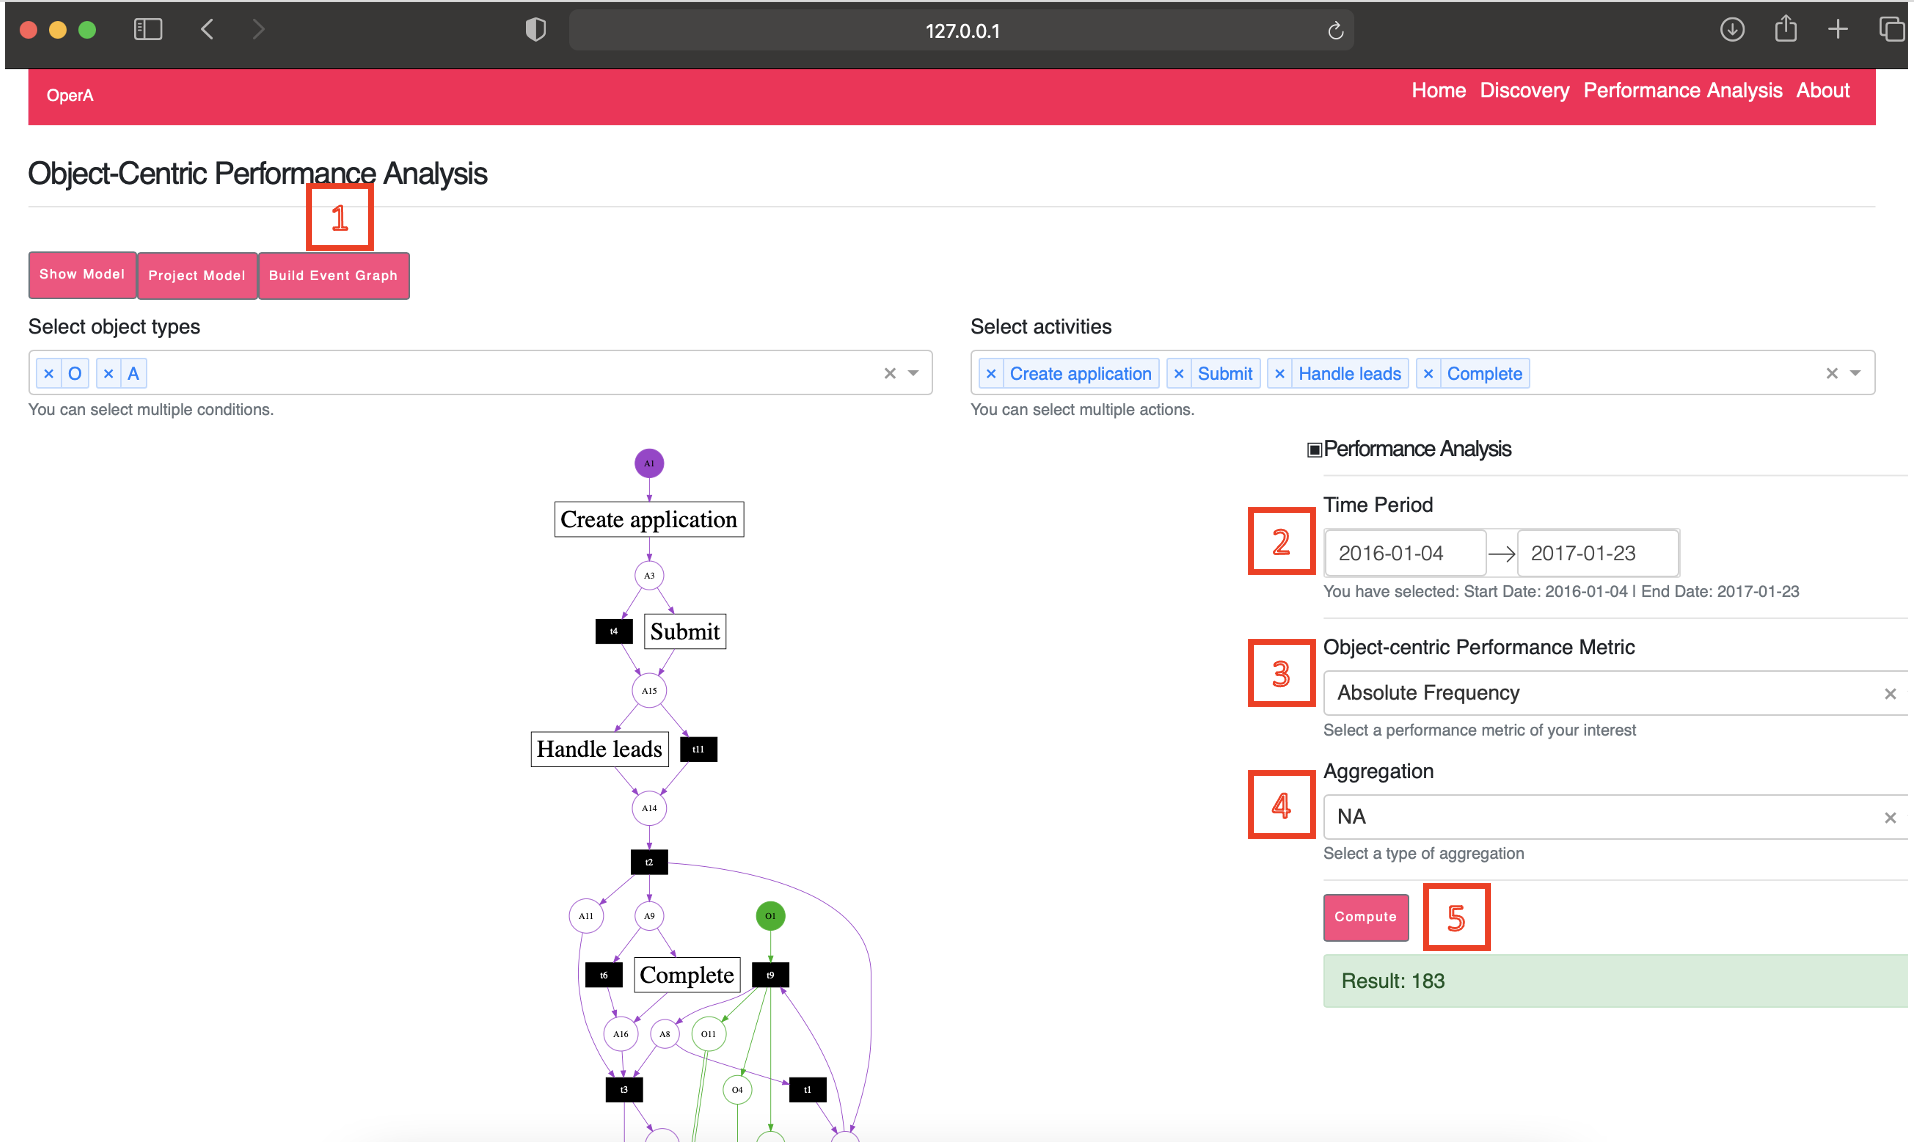 127.0.0.1
OperA
Home Discovery Performance Analysis About
Object-Centric Performance Analysis
1
Show Model Project Model Build Event Graph
Select object types
Select activities
× O × A
× Create application × Submit × Handle leads × Complete
You can select multiple conditions.
You can select multiple actions.
A1
Create application
A3
t4 Submit
A15
Handle leads t11
A14
t2
A11 A9 O1
t6 Complete t9
A16 A8 O11
t3 O4 t1
Performance Analysis
Time Period
2
2016-01-04 → 2017-01-23
You have selected: Start Date: 2016-01-04 | End Date: 2017-01-23
Object-centric Performance Metric
3
Absolute Frequency ×
Select a performance metric of your interest
Aggregation
4
NA ×
Select a type of aggregation
Compute
5
Result: 183